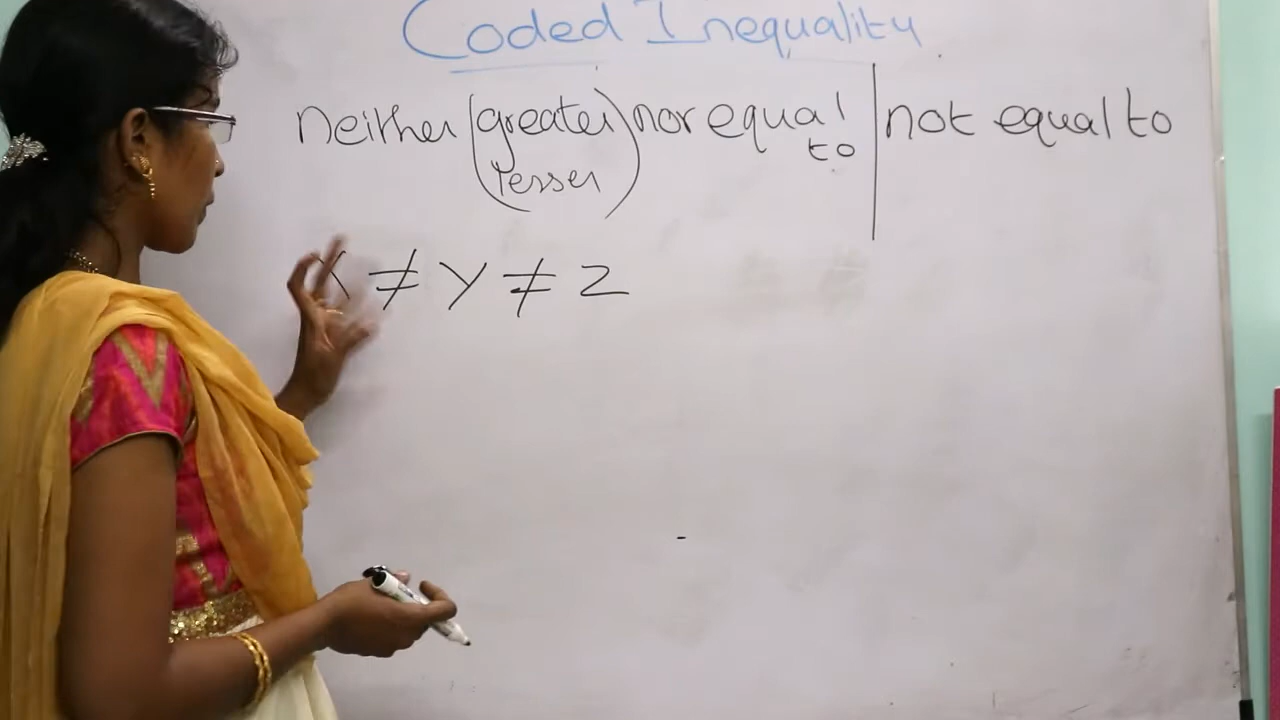 Coded Inequality
neither (greater) nor equal to | not equal to
(lesser)
X ≠ Y ≠ Z